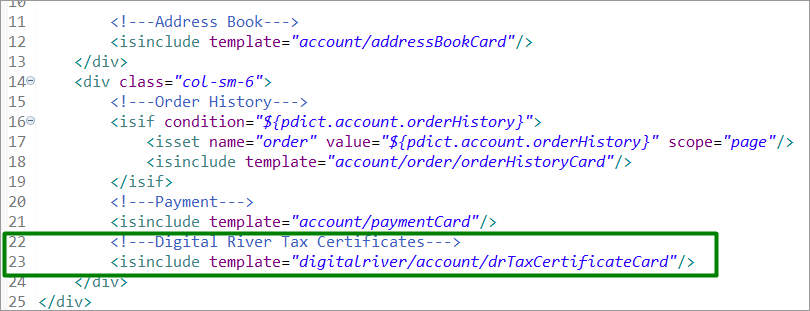 10
11 <!---Address Book--->
12 <isinclude template="account/addressBookCard"/>
13 </div>
14 <div class="col-sm-6">
15 <!---Order History--->
16 <isif condition="${pdict.account.orderHistory}">
17 <isset name="order" value="${pdict.account.orderHistory}" scope="page"/>
18 <isinclude template="account/order/orderHistoryCard"/>
19 </isif>
20 <!---Payment--->
21 <isinclude template="account/paymentCard"/>
22 <!---Digital River Tax Certificates--->
23 <isinclude template="digitalriver/account/drTaxCertificateCard"/>
24 </div>
25 </div>